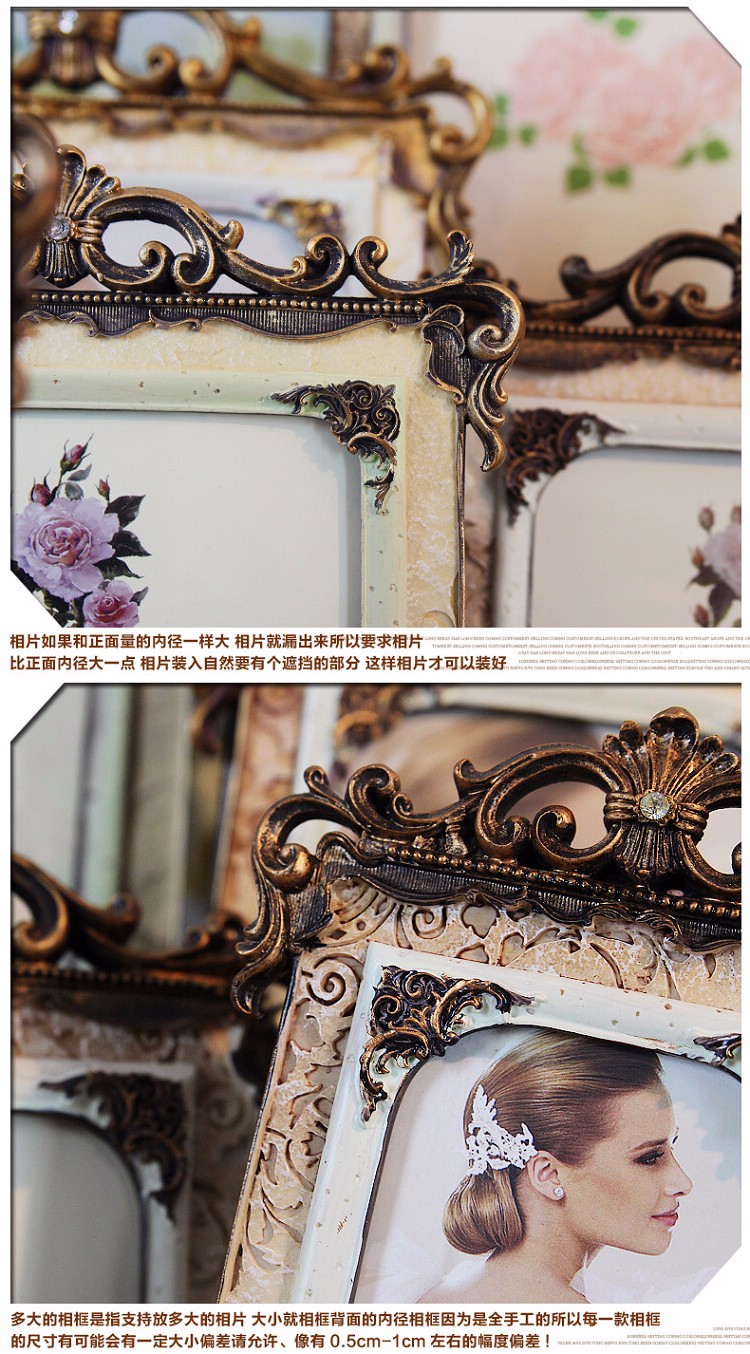 相片如果和正面量的内径一样大 相片就漏出来所以要求相片
比正面内径大一点 相片装入自然要有个遮挡的部分 这样相片才可以装好
多大的相框是指支持放多大的相片 大小就相框背面的内径相框因为是全手工的所以每一款相框
的尺寸有可能会有一定大小偏差请允许、像有 0.5cm-1cm 左右的幅度偏差！